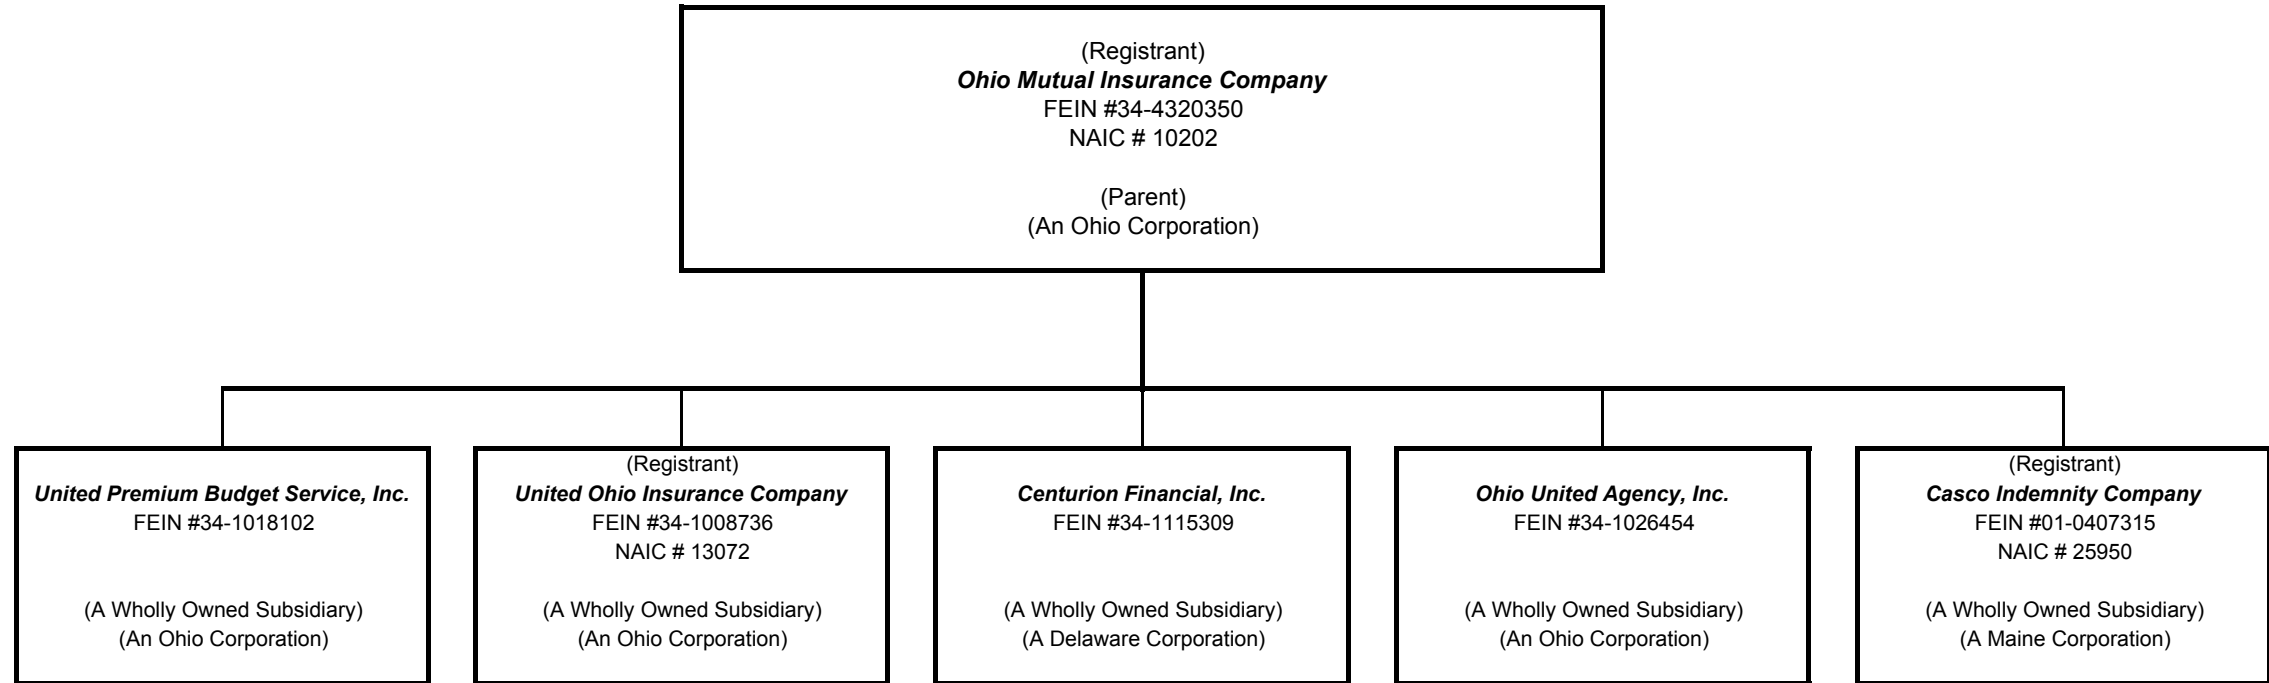 (Registrant)
Ohio Mutual Insurance Company
FEIN #34-4320350
NAIC # 10202
(Parent)
(An Ohio Corporation)
United Premium Budget Service, Inc.
FEIN #34-1018102
(A Wholly Owned Subsidiary)
(An Ohio Corporation)
(Registrant)
United Ohio Insurance Company
FEIN #34-1008736
NAIC # 13072
(A Wholly Owned Subsidiary)
(An Ohio Corporation)
Centurion Financial, Inc.
FEIN #34-1115309
(A Wholly Owned Subsidiary)
(A Delaware Corporation)
Ohio United Agency, Inc.
FEIN #34-1026454
(A Wholly Owned Subsidiary)
(An Ohio Corporation)
(Registrant)
Casco Indemnity Company
FEIN #01-0407315
NAIC # 25950
(A Wholly Owned Subsidiary)
(A Maine Corporation)